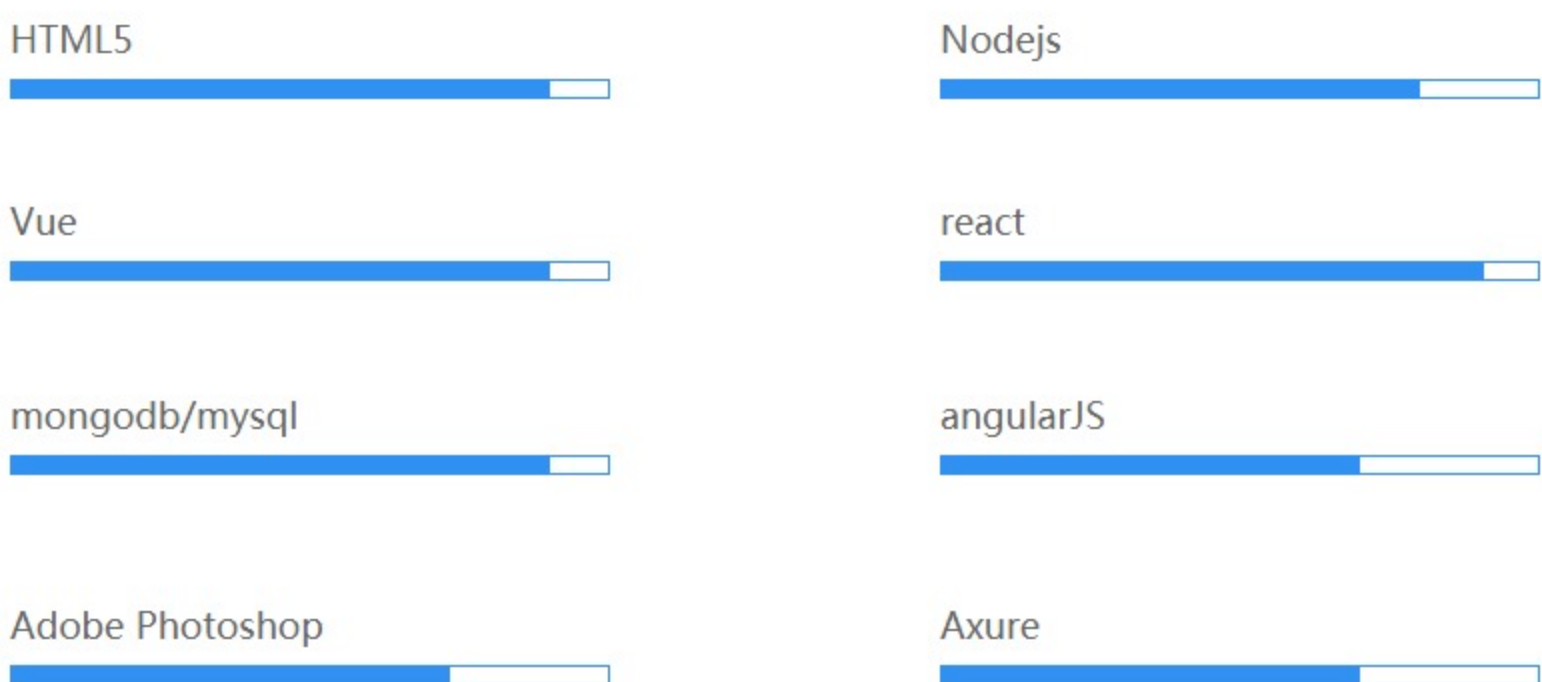 HTML5
Nodejs
Vue
react
mongodb/mysql
angularJS
Adobe Photoshop
Axure